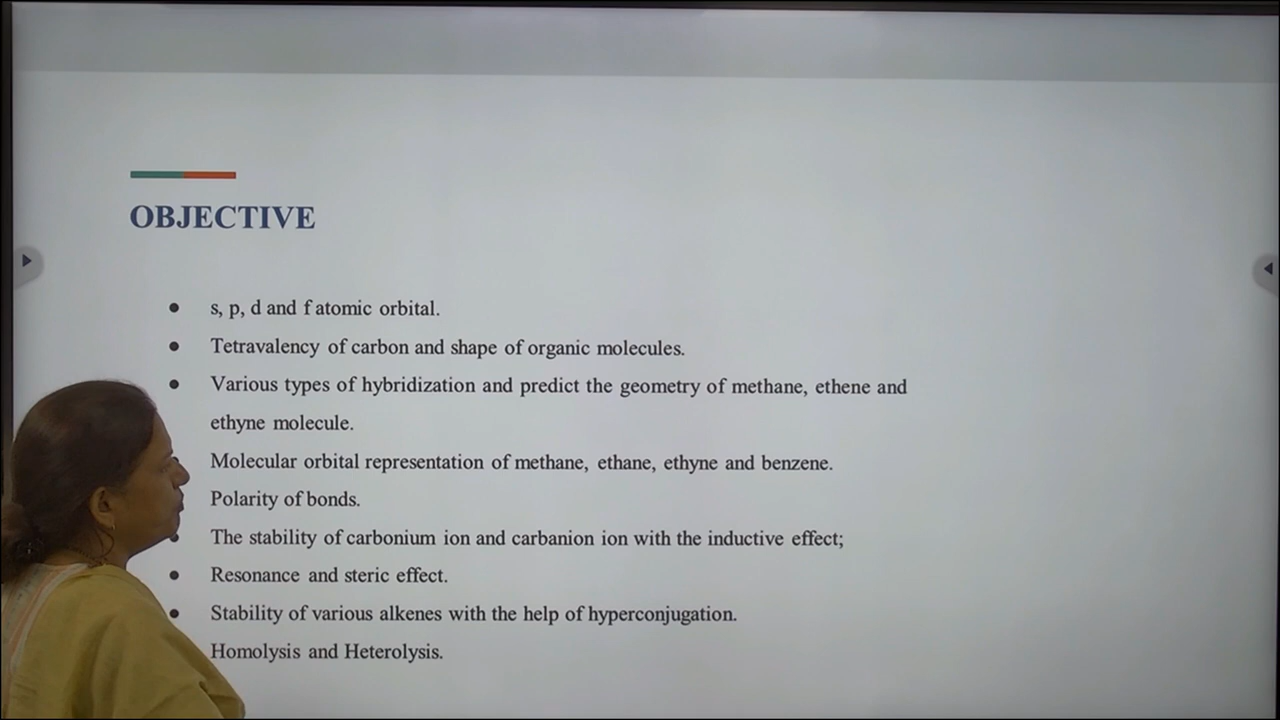 OBJECTIVE
● s, p, d and f atomic orbital.
● Tetravalency of carbon and shape of organic molecules.
● Various types of hybridization and predict the geometry of methane, ethene and
ethyne molecule.
Molecular orbital representation of methane, ethane, ethyne and benzene.
Polarity of bonds.
The stability of carbonium ion and carbanion ion with the inductive effect;
● Resonance and steric effect.
● Stability of various alkenes with the help of hyperconjugation.
Homolysis and Heterolysis.